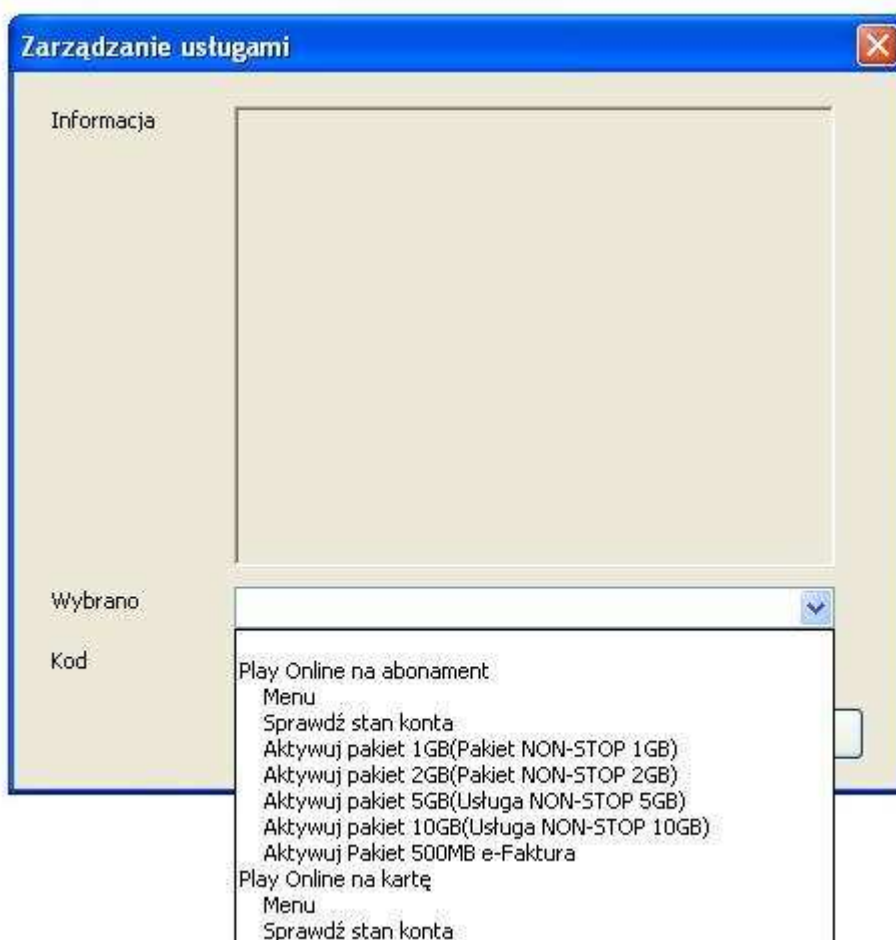 Zarządzanie usługami
Informacja
Wybrano
Kod
Play Online na abonament
Menu
Sprawdź stan konta
Aktywuj pakiet 1GB(Pakiet NON-STOP 1GB)
Aktywuj pakiet 2GB(Pakiet NON-STOP 2GB)
Aktywuj pakiet 5GB(Usługa NON-STOP 5GB)
Aktywuj pakiet 10GB(Usługa NON-STOP 10GB)
Aktywuj Pakiet 500MB e-Faktura
Play Online na kartę
Menu
Sprawdź stan konta